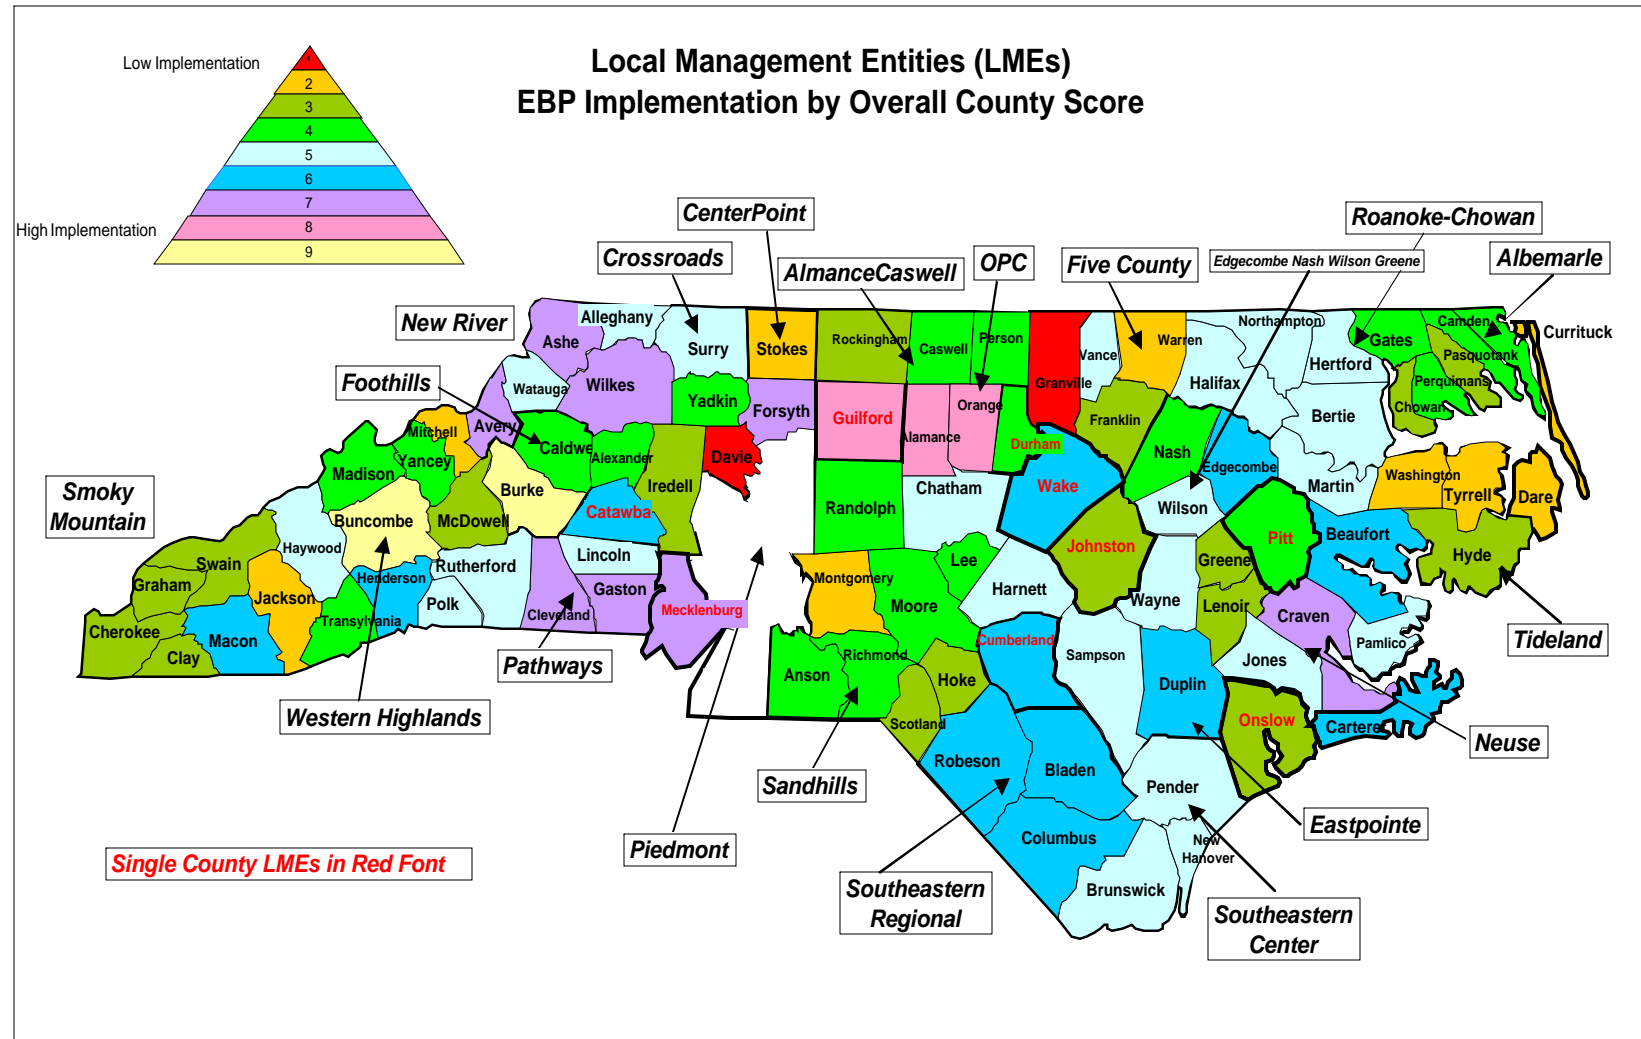 Local Management Entities (LMEs)
EBP Implementation by Overall County Score
Low Implementation
2
3
4
5
6
7
High Implementation
8
9
CenterPoint
Roanoke-Chowan
Crossroads
AlmanceCaswell
OPC
Five County
Edgecombe Nash Wilson Greene
Albemarle
New River
Foothills
Smoky
Mountain
Alleghany
Ashe
Surry
Stokes
Rockingham
Caswell
Person
Granville
Vance
Warren
Northampton
Halifax
Hertford
Gates
Camden
Currituck
Pasquotank
Perquimans
Chowan
Bertie
Watauga
Wilkes
Yadkin
Forsyth
Guilford
Alamance
Orange
Durham
Franklin
Nash
Edgecombe
Martin
Washington
Tyrrell
Dare
Mitchell
Avery
Yancey
Madison
Caldwe
Alexander
Iredell
Davie
Burke
Catawba
Randolph
Chatham
Wake
Wilson
Pitt
Beaufort
Hyde
Buncombe
McDowell
Haywood
Swain
Graham
Cherokee
Clay
Macon
Jackson
Transylvania
Henderson
Rutherford
Polk
Cleveland
Lincoln
Gaston
Mecklenburg
Montgomery
Lee
Moore
Harnett
Johnston
Greene
Wayne
Lenoir
Craven
Pamlico
Jones
Cumberland
Sampson
Duplin
Onslow
Cartere
Anson
Richmond
Hoke
Scotland
Robeson
Bladen
Columbus
Pender
New
Hanover
Brunswick
Tideland
Pathways
Western Highlands
Neuse
Sandhills
Eastpointe
Piedmont
Single County LMEs in Red Font
Southeastern
Regional
Southeastern
Center